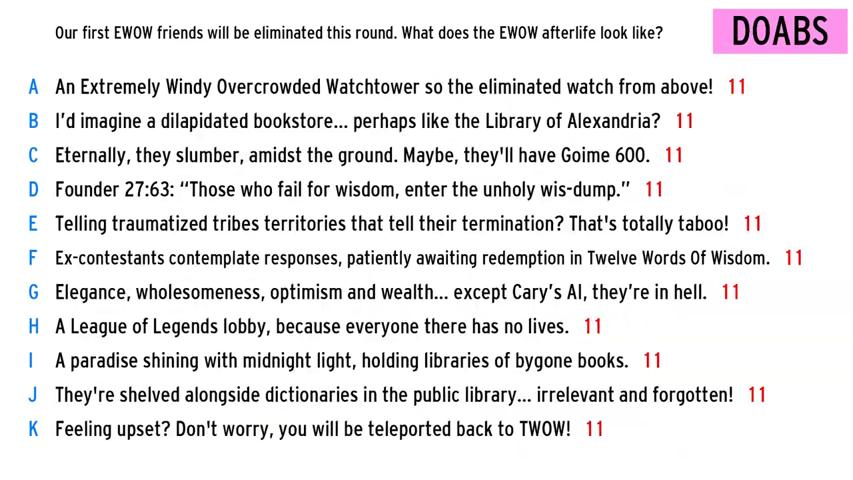 Our first EWOW friends will be eliminated this round. What does the EWOW afterlife look like?
DOABS
A An Extremely Windy Overcrowded Watchtower so the eliminated watch from above! 11
B I'd imagine a dilapidated bookstore... perhaps like the Library of Alexandria? 11
C Eternally, they slumber, amidst the ground. Maybe, they'll have Goime 600. 11
D Founder 27:63: “Those who fail for wisdom, enter the unholy wis-dump.” 11
E Telling traumatized tribes territories that tell their termination? That's totally taboo! 11
F Ex-contestants contemplate responses, patiently awaiting redemption in Twelve Words Of Wisdom. 11
G Elegance, wholesomeness, optimism and wealth... except Cary's AI, they're in hell. 11
H A League of Legends lobby, because everyone there has no lives. 11
I A paradise shining with midnight light, holding libraries of bygone books. 11
J They're shelved alongside dictionaries in the public library... irrelevant and forgotten! 11
K Feeling upset? Don't worry, you will be teleported back to TWOW! 11